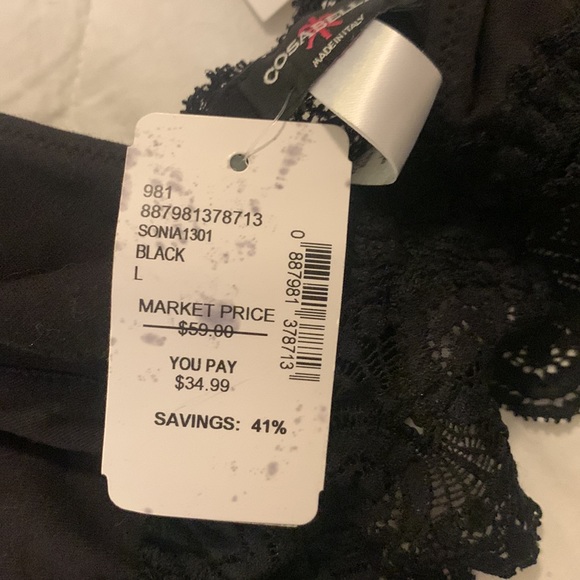 COSABELLA
MADE IN ITALY
981
887981378713
SONIA1301
BLACK
L
MARKET PRICE
$59.00
YOU PAY
$34.99
SAVINGS: 41%
0 887981 378713